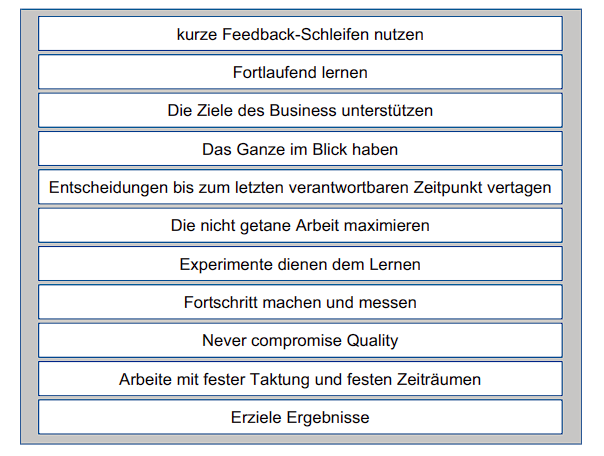 kurze Feedback-Schleifen nutzen
Fortlaufend lernen
Die Ziele des Business unterstützen
Das Ganze im Blick haben
Entscheidungen bis zum letzten verantwortbaren Zeitpunkt vertagen
Die nicht getane Arbeit maximieren
Experimente dienen dem Lernen
Fortschritt machen und messen
Never compromise Quality
Arbeite mit fester Taktung und festen Zeiträumen
Erziele Ergebnisse